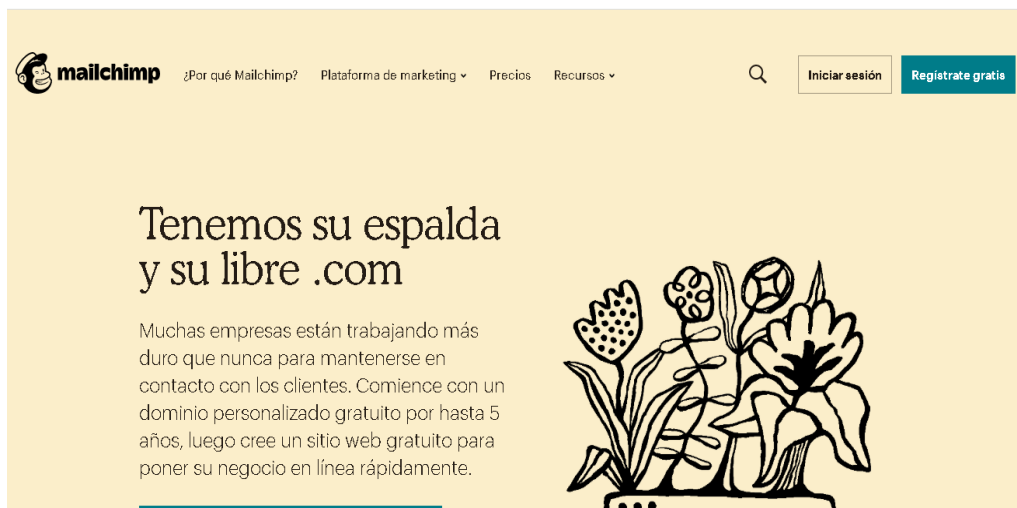 mailchimp ¿Por qué Mailchimp? Plataforma de marketing Precios Recursos Iniciar sesión Regístrate gratis
Tenemos su espalda
y su libre .com
Muchas empresas están trabajando más
duro que nunca para mantenerse en
contacto con los clientes. Comience con un
dominio personalizado gratuito por hasta 5
años, luego cree un sitio web gratuito para
poner su negocio en línea rápidamente.